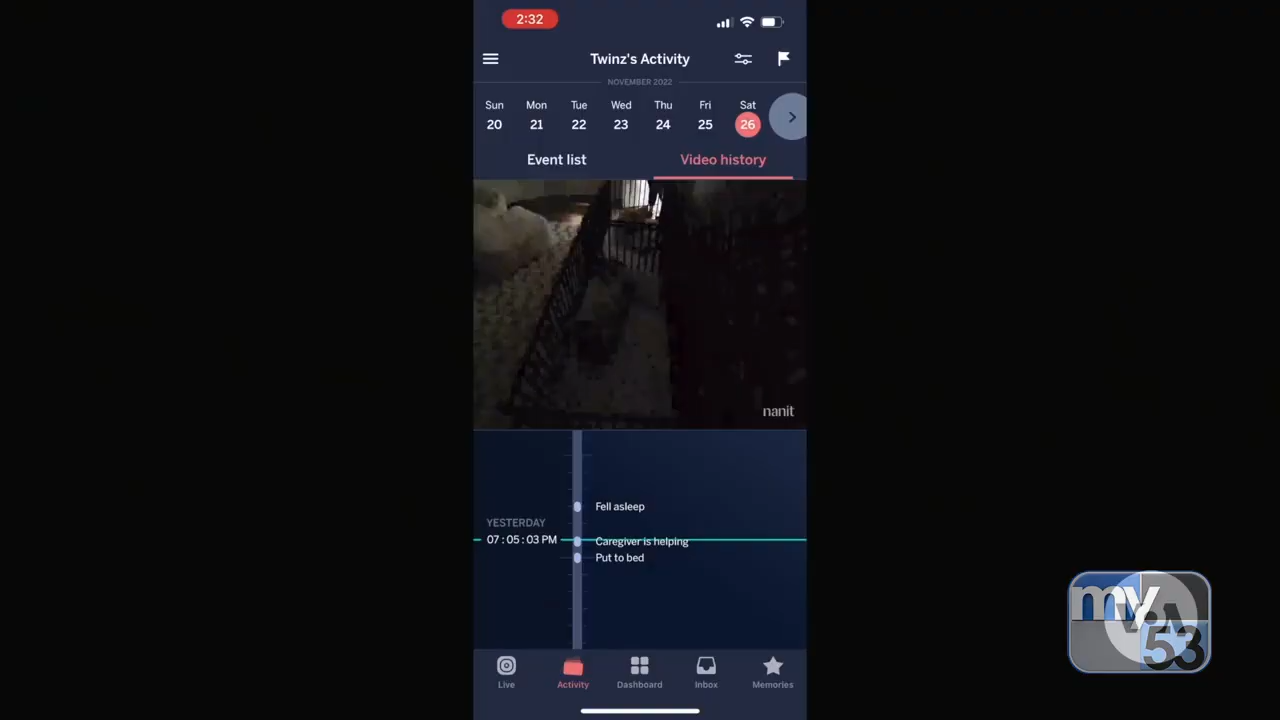 2:32
Twinz's Activity
NOVEMBER 2022
Sun Mon Tue Wed Thu Fri Sat
20 21 22 23 24 25 26
Event list Video history
nanit
Fell asleep
YESTERDAY
07 : 05 : 03 PM Caregiver is helping
Put to bed
Live Activity Dashboard Inbox Memories
my
53